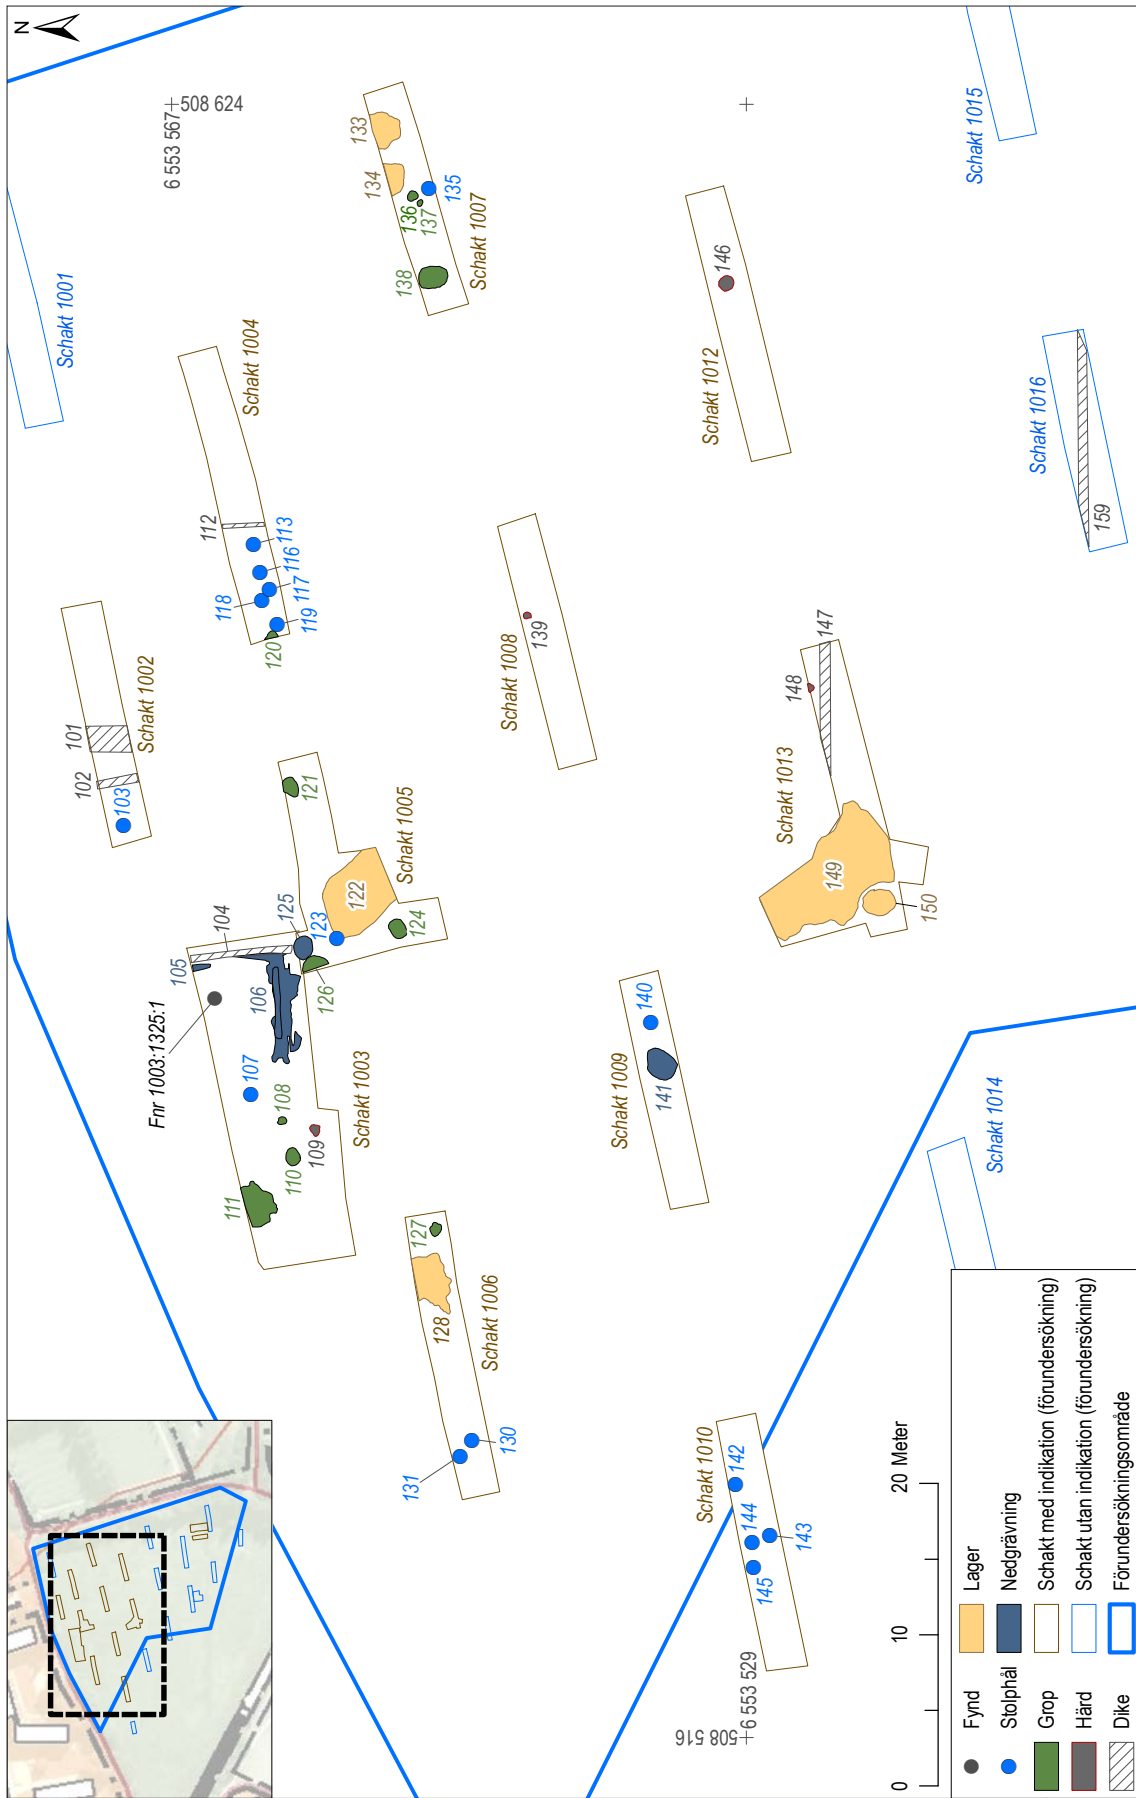 N
6 553 567
508 624
Schakt 1001
Schakt 1002
101
102
103
Schakt 1004
112
113
116
117
118
119
120
133
134
135
136
137
138
Schakt 1007
Fnr 1003:1325:1
104
105
106
107
108
109
110
111
Schakt 1003
121
122
123
124
125
126
Schakt 1005
127
128
130
131
Schakt 1006
Schakt 1008
139
Schakt 1009
140
141
Schakt 1010
142
143
144
145
Schakt 1012
146
Schakt 1013
147
148
149
150
Schakt 1014
Schakt 1015
Schakt 1016
159
508 516
6 553 529
0 10 20 Meter
Fynd
Stolphål
Grop
Härd
Dike
Lager
Nedgrävning
Schakt med indikation (förundersökning)
Schakt utan indikation (förundersökning)
Förundersökningsområde